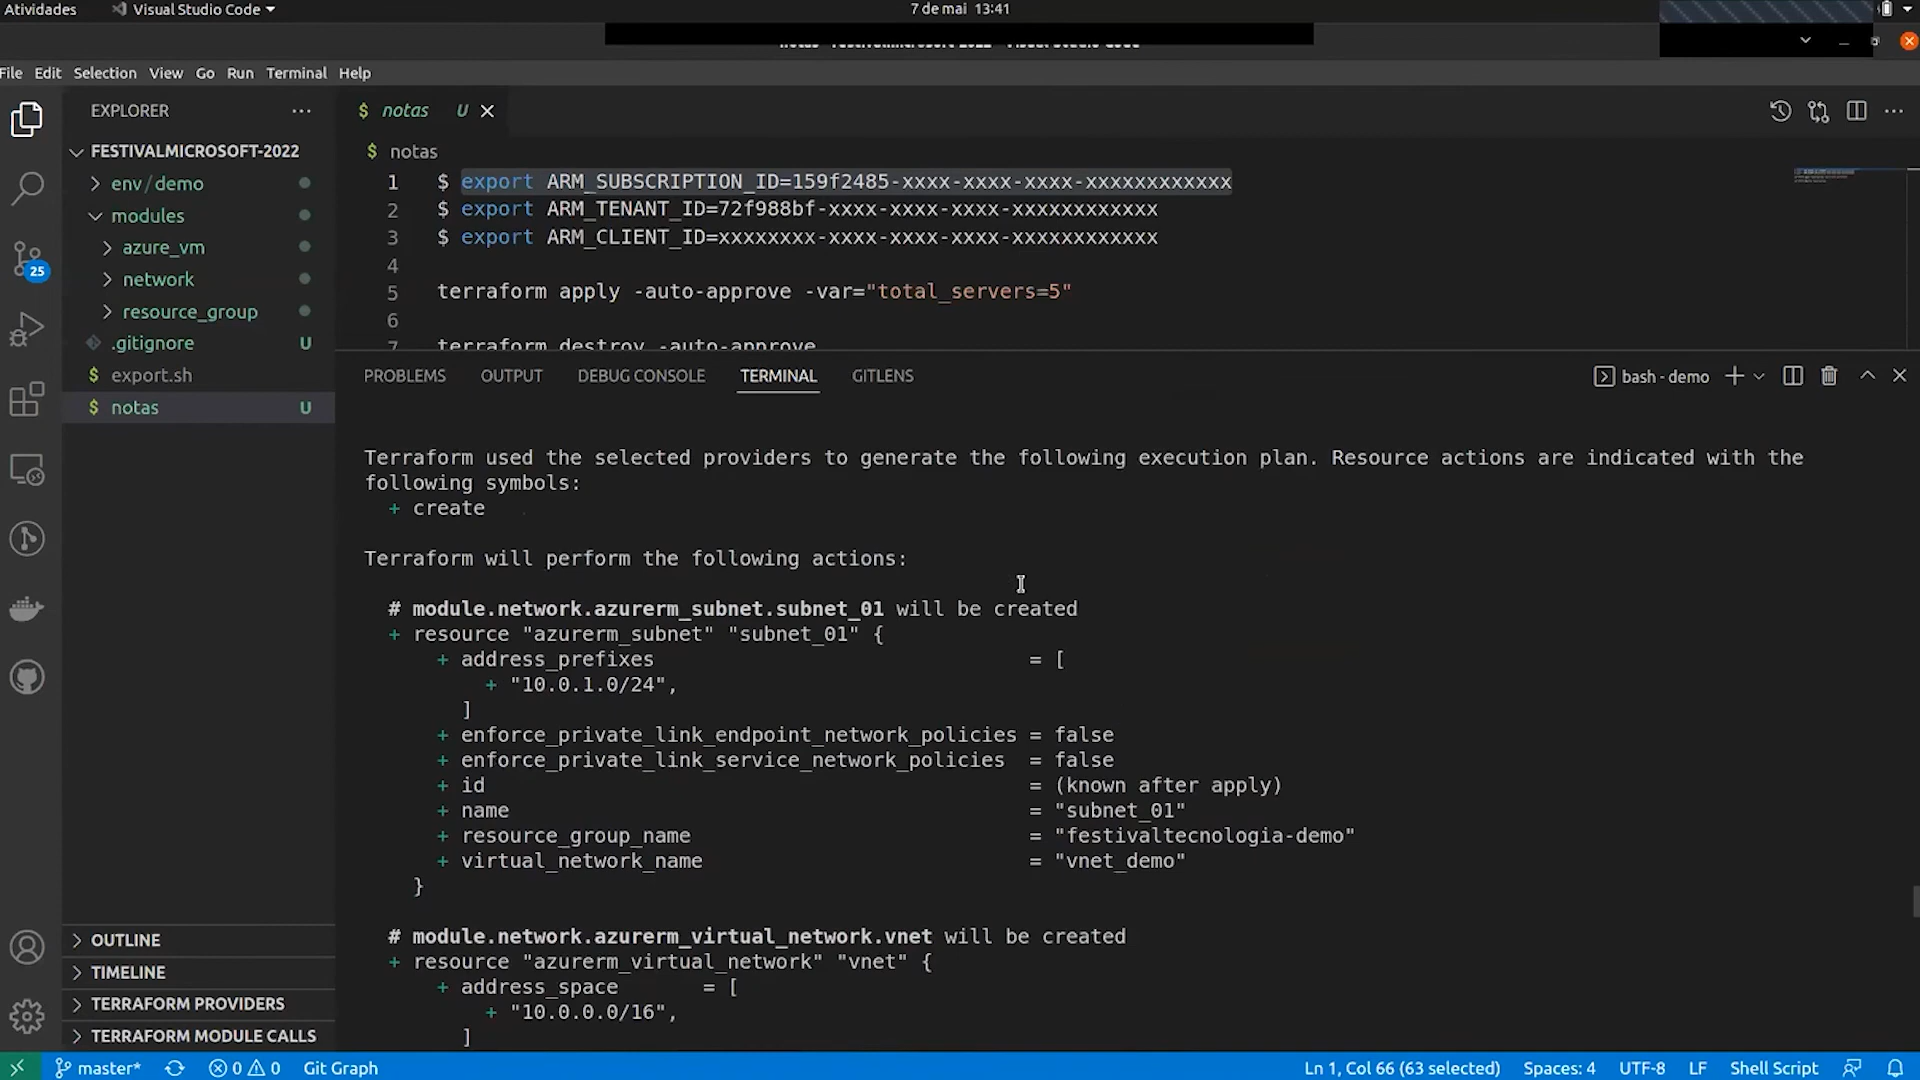 Atividades
Visual Studio Code
7 de mai 13:41
File Edit Selection View Go Run Terminal Help
EXPLORER
FESTIVALMICROSOFT-2022
env/demo
modules
azure_vm
network
resource_group
.gitignore U
$ export.sh
$ notas U
25
OUTLINE
TIMELINE
TERRAFORM PROVIDERS
TERRAFORM MODULE CALLS
$ notas U
$ notas
1 $ export ARM_SUBSCRIPTION_ID=159f2485-xxxx-xxxx-xxxx-xxxxxxxxxxxx
2 $ export ARM_TENANT_ID=72f988bf-xxxx-xxxx-xxxx-xxxxxxxxxxxx
3 $ export ARM_CLIENT_ID=xxxxxxxx-xxxx-xxxx-xxxx-xxxxxxxxxxxx
4
5 terraform apply -auto-approve -var="total_servers=5"
6
7 terraform destroy -auto-approve
PROBLEMS OUTPUT DEBUG CONSOLE TERMINAL GITLENS
bash - demo
Terraform used the selected providers to generate the following execution plan. Resource actions are indicated with the
following symbols:
+ create
Terraform will perform the following actions:
# module.network.azurerm_subnet.subnet_01 will be created
+ resource "azurerm_subnet" "subnet_01" {
+ address_prefixes = [
+ "10.0.1.0/24",
]
+ enforce_private_link_endpoint_network_policies = false
+ enforce_private_link_service_network_policies = false
+ id = (known after apply)
+ name = "subnet_01"
+ resource_group_name = "festivaltecnologia-demo"
+ virtual_network_name = "vnet_demo"
}
# module.network.azurerm_virtual_network.vnet will be created
+ resource "azurerm_virtual_network" "vnet" {
+ address_space = [
+ "10.0.0.0/16",
]
master* 0 0 Git Graph
Ln 1, Col 66 (63 selected) Spaces: 4 UTF-8 LF Shell Script